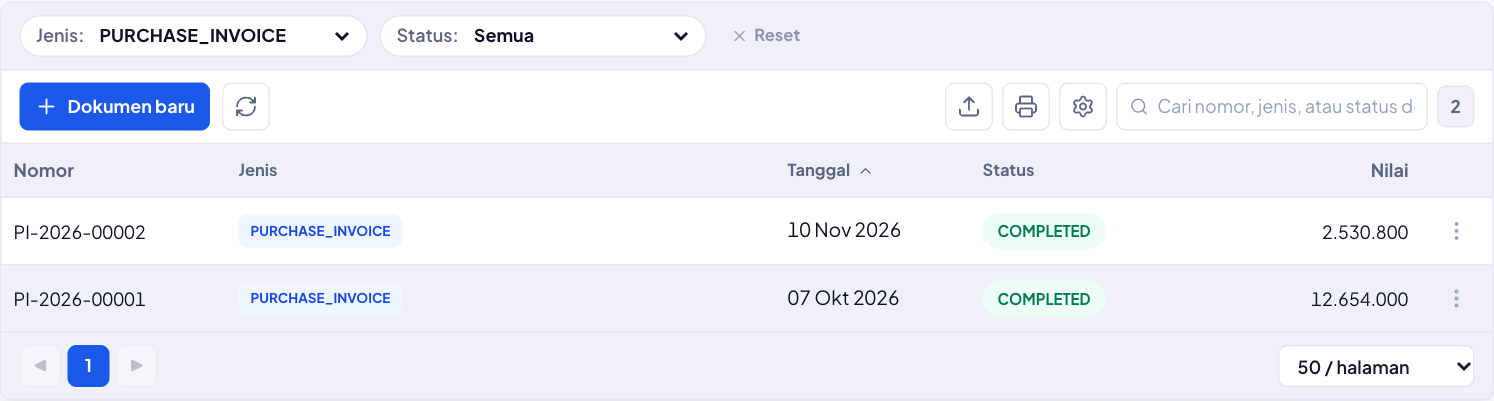 Jenis: PURCHASE_INVOICE Status: Semua Reset
Dokumen baru Cari nomor, jenis, atau status d 2
Nomor Jenis Tanggal Status Nilai
PI-2026-00002 PURCHASE_INVOICE 10 Nov 2026 COMPLETED 2.530.800
PI-2026-00001 PURCHASE_INVOICE 07 Okt 2026 COMPLETED 12.654.000
1 50 / halaman